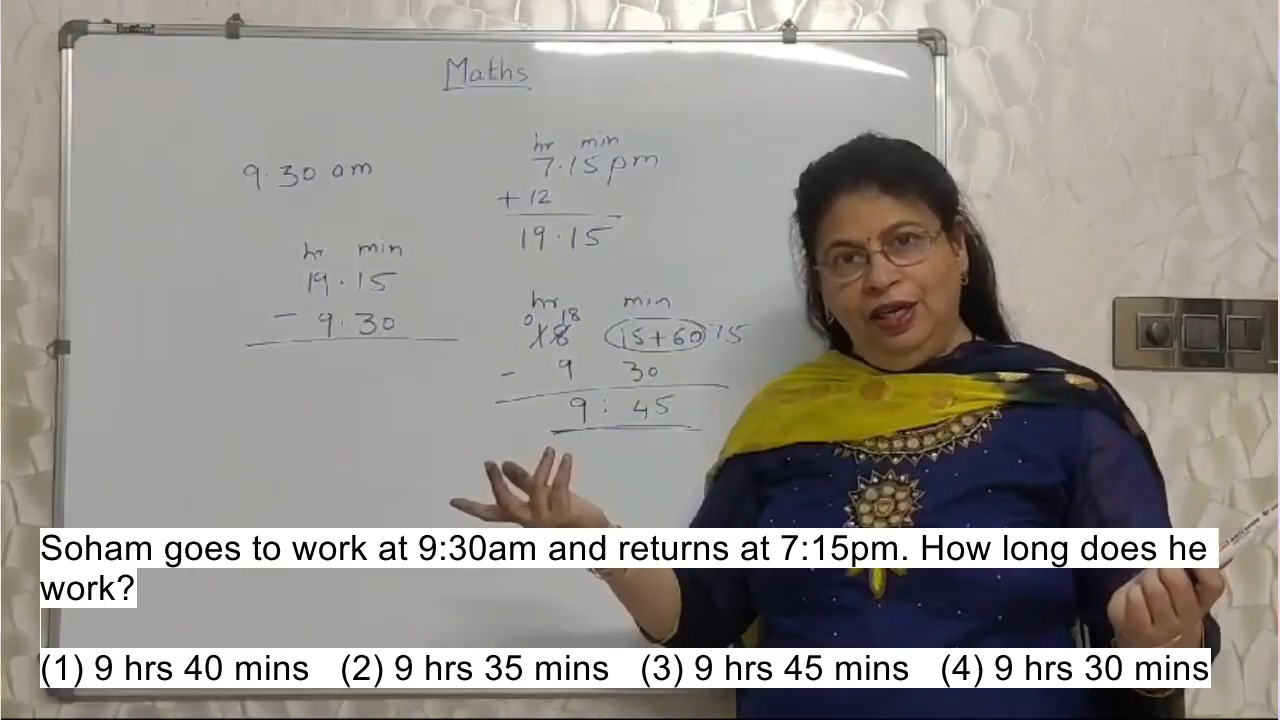 Maths
9.30 am
hr min
7.15 pm
+ 12
19.15
hr min
19.15
- 9.30
hr min
0 18
18 15+60 75
- 9 30
9 : 45
Soham goes to work at 9:30am and returns at 7:15pm. How long does he
work?
(1) 9 hrs 40 mins (2) 9 hrs 35 mins (3) 9 hrs 45 mins (4) 9 hrs 30 mins